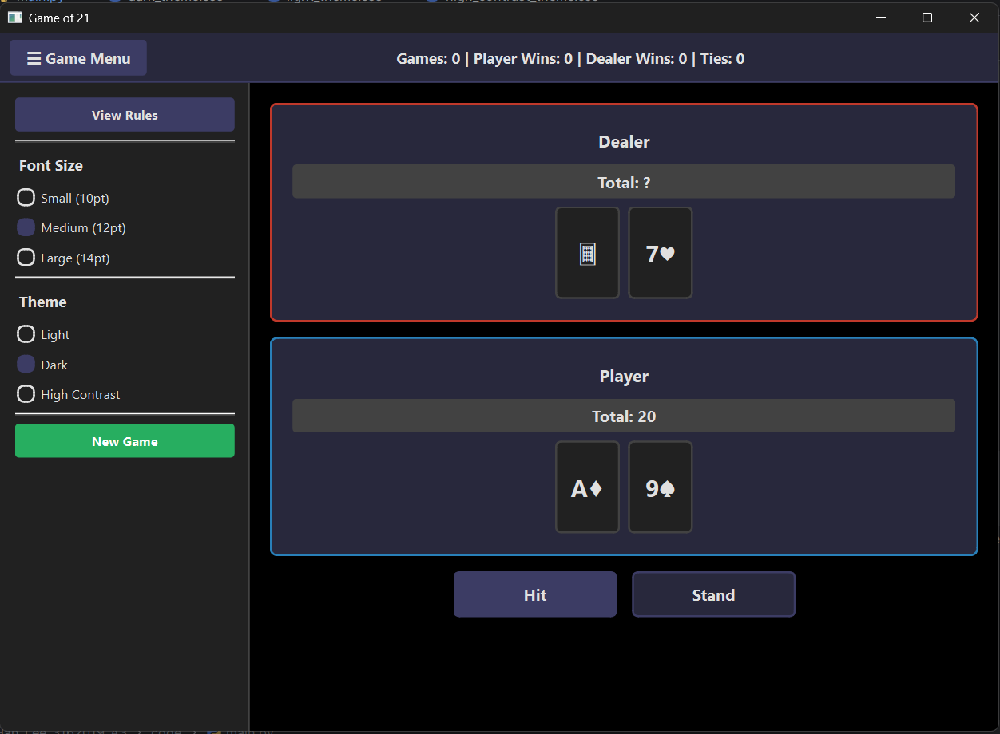 Game of 21
☰ Game Menu
Games: 0 | Player Wins: 0 | Dealer Wins: 0 | Ties: 0
View Rules
Font Size
Small (10pt)
Medium (12pt)
Large (14pt)
Theme
Light
Dark
High Contrast
New Game
Dealer
Total: ?
7♥
Player
Total: 20
A♦ 9♠
Hit Stand